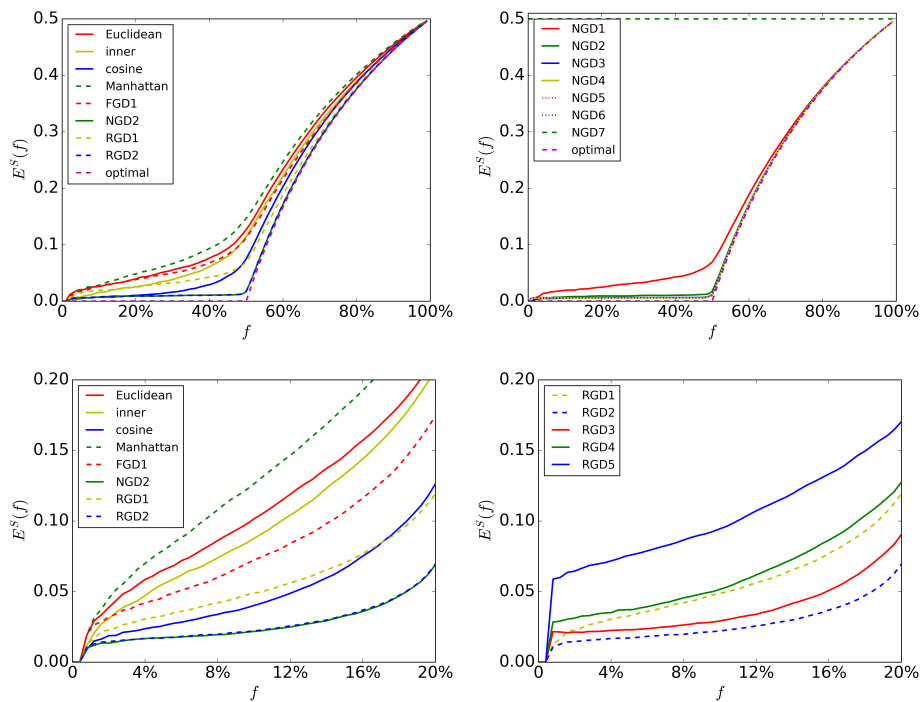 0.5
0.4
0.3
0.2
0.1
0.0
E^S(f)
Euclidean
inner
cosine
Manhattan
FGD1
NGD2
RGD1
RGD2
optimal
0 20% 40% 60% 80% 100%
f
0.5
0.4
0.3
0.2
0.1
0.0
E^S(f)
NGD1
NGD2
NGD3
NGD4
NGD5
NGD6
NGD7
optimal
0 20% 40% 60% 80% 100%
f
0.20
0.15
0.10
0.05
0.00
E^S(f)
Euclidean
inner
cosine
Manhattan
FGD1
NGD2
RGD1
RGD2
0 4% 8% 12% 16% 20%
f
0.20
0.15
0.10
0.05
0.00
E^S(f)
RGD1
RGD2
RGD3
RGD4
RGD5
0 4% 8% 12% 16% 20%
f